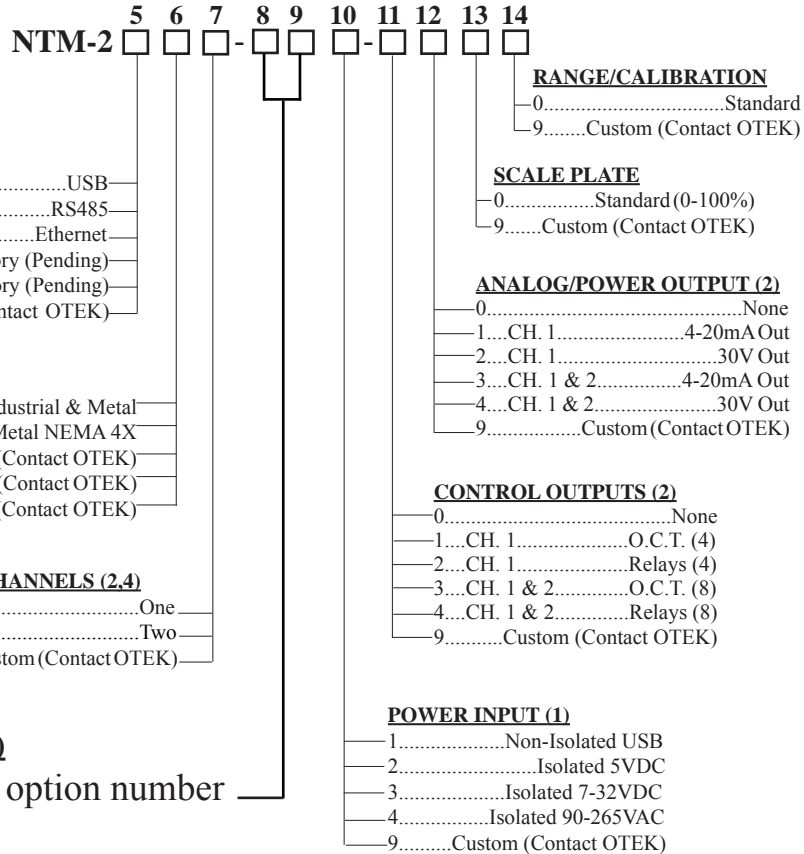 5 6 7 8 9 10 11 12 13 14
NTM-2 - -
RANGE/CALIBRATION
0..............................Standard
9........Custom (Contact OTEK)
SCALE PLATE
0.................Standard (0-100%)
9.......Custom (Contact OTEK)
ANALOG/POWER OUTPUT (2)
0................................................None
1....CH. 1......................4-20mA Out
2....CH. 1............................30V Out
3....CH. 1 & 2...............4-20mA Out
4....CH. 1 & 2.....................30V Out
9..................Custom (Contact OTEK)
CONTROL OUTPUTS (2)
0.......................................None
1....CH. 1...................O.C.T. (4)
2....CH. 1...................Relays (4)
3....CH. 1 & 2.............O.C.T. (8)
4....CH. 1 & 2.............Relays (8)
9...........Custom (Contact OTEK)
POWER INPUT (1)
1...................Non-Isolated USB
2.........................Isolated 5VDC
3...................Isolated 7-32VDC
4................Isolated 90-265VAC
9..........Custom (Contact OTEK)
..............USB
............RS485
.......Ethernet
(Pending)
(Pending)
OTEK)
& Metal
Metal NEMA 4X
(Contact OTEK)
(Contact OTEK)
(Contact OTEK)
(2,4)
.........................One
.........................Two
(Contact OTEK)
option number